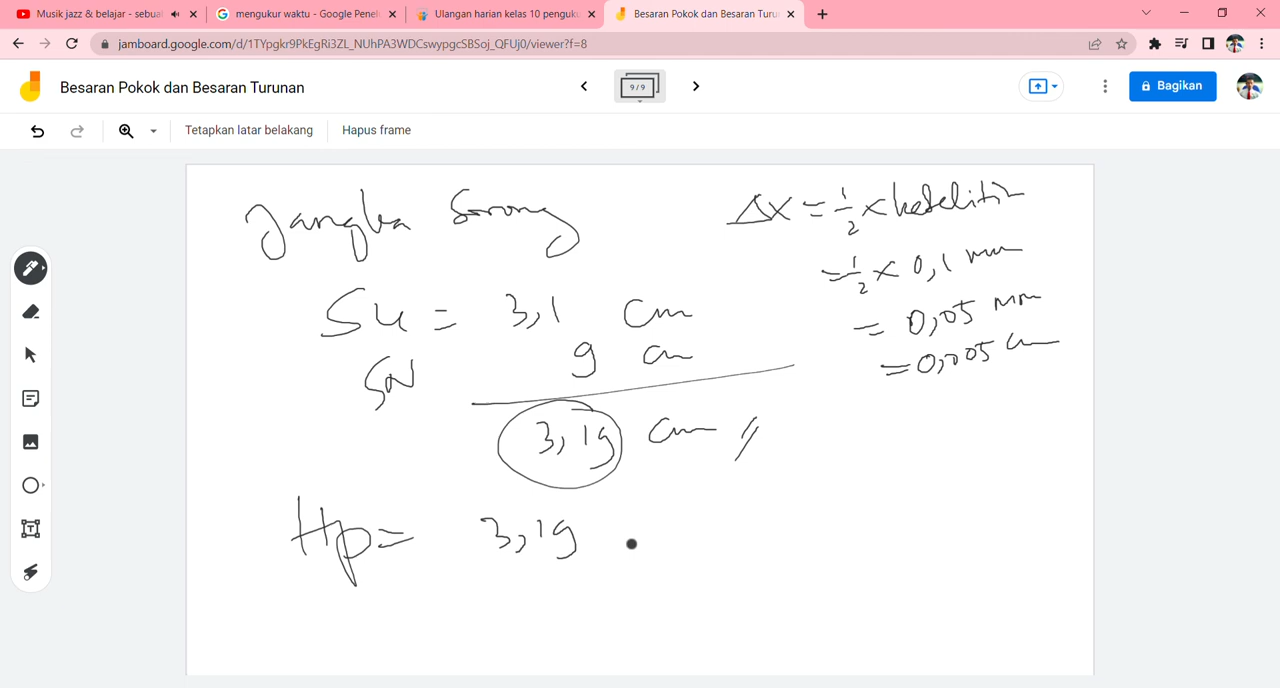 Musik jazz & belajar - sebua
mengukur waktu - Google Penel
Ulangan harian kelas 10 penguku
Besaran Pokok dan Besaran Turun
jamboard.google.com/d/1TYpgkr9PkEgRi3ZL_NUhPA3WDCswypgcSBSoj_QFUj0/viewer?f=8
Besaran Pokok dan Besaran Turunan
9/9
Bagikan
Tetapkan latar belakang
Hapus frame
Jangka Sorong
SU = 3,1 cm
SN 9 cm
3,19 cm //
Hp = 3,19
Δx = 1/2 x ketelitian
= 1/2 x 0,1 mm
= 0,05 mm
= 0,005 cm